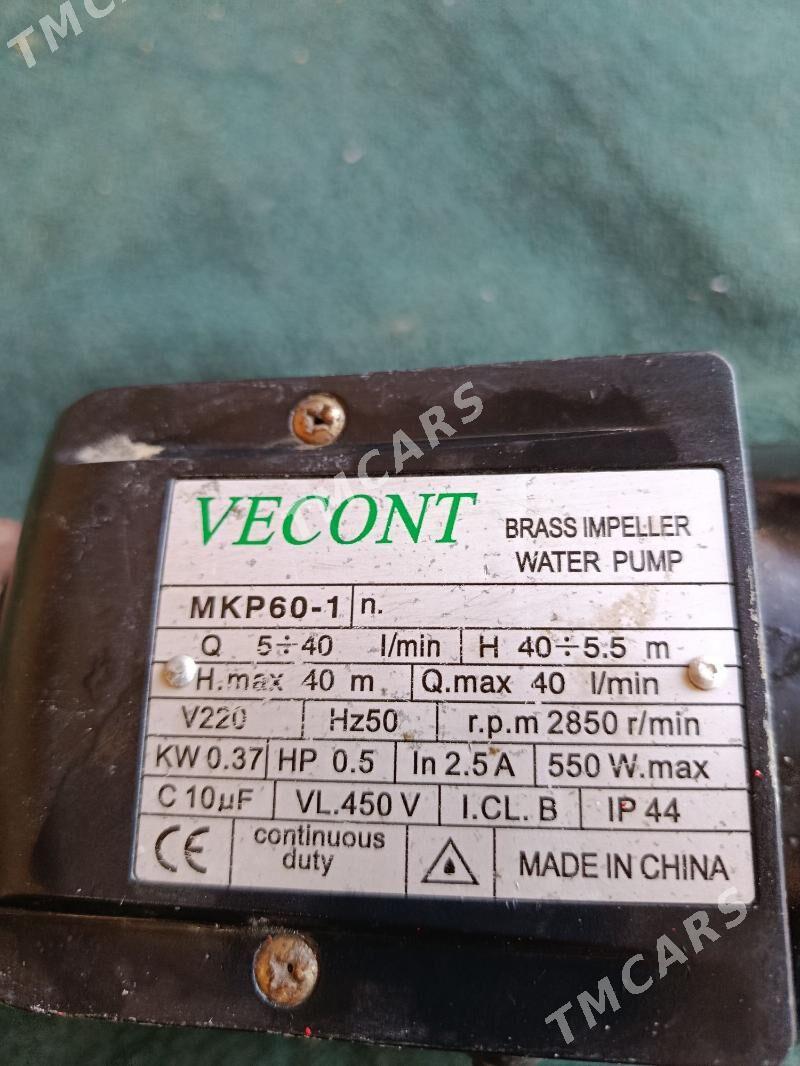 TMCARS
VECONT BRASS IMPELLER
WATER PUMP
MKP60-1 n.
Q 5÷40 l/min H 40÷5.5 m
H.max 40 m Q.max 40 l/min
V220 Hz50 r.p.m 2850 r/min
KW 0.37 HP 0.5 In 2.5 A 550 W.max
C 10µF VL.450 V I.CL. B IP 44
CE continuous
duty MADE IN CHINA
TMCARS
TMCARS